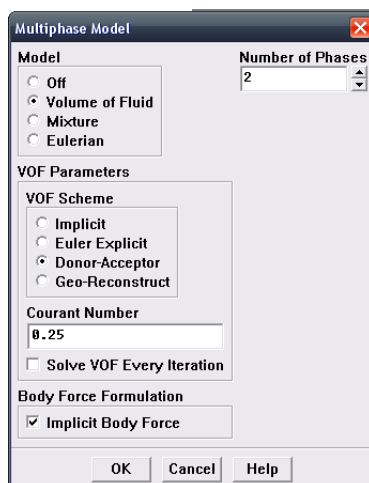 Multiphase Model
Model
Off
Volume of Fluid
Mixture
Eulerian
Number of Phases
2
VOF Parameters
VOF Scheme
Implicit
Euler Explicit
Donor-Acceptor
Geo-Reconstruct
Courant Number
0.25
Solve VOF Every Iteration
Body Force Formulation
Implicit Body Force
OK Cancel Help